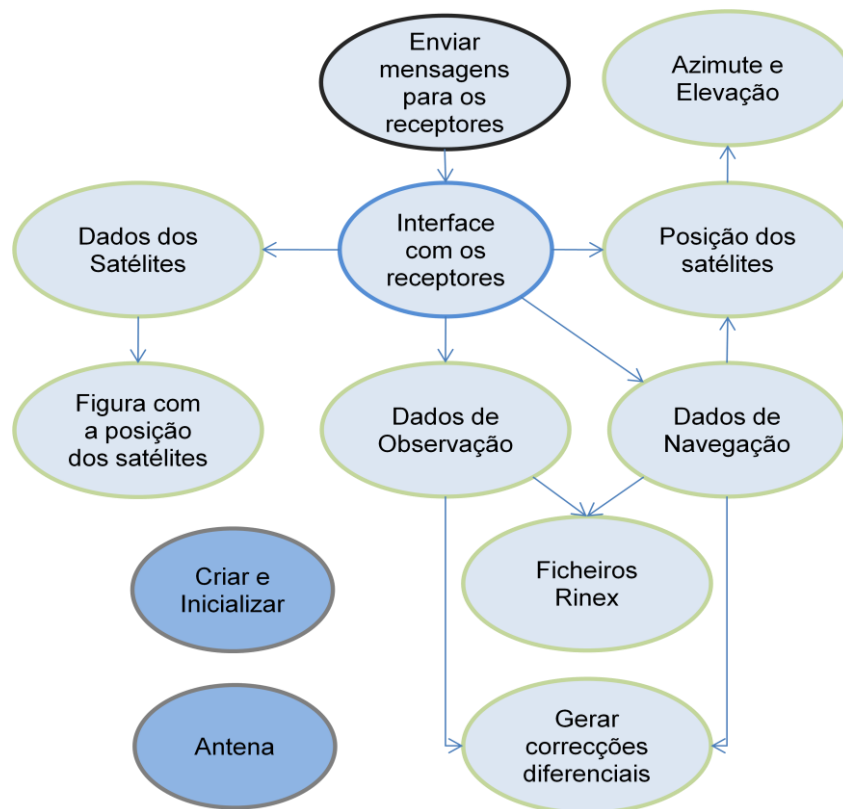 Enviar
mensagens
para os
receptores
Azimute e
Elevação
Dados dos
Satélites
Interface
com os
receptores
Posição dos
satélites
Figura com
a posição
dos satélites
Dados de
Observação
Dados de
Navegação
Criar e
Inicializar
Ficheiros
Rinex
Antena
Gerar
correcções
diferenciais